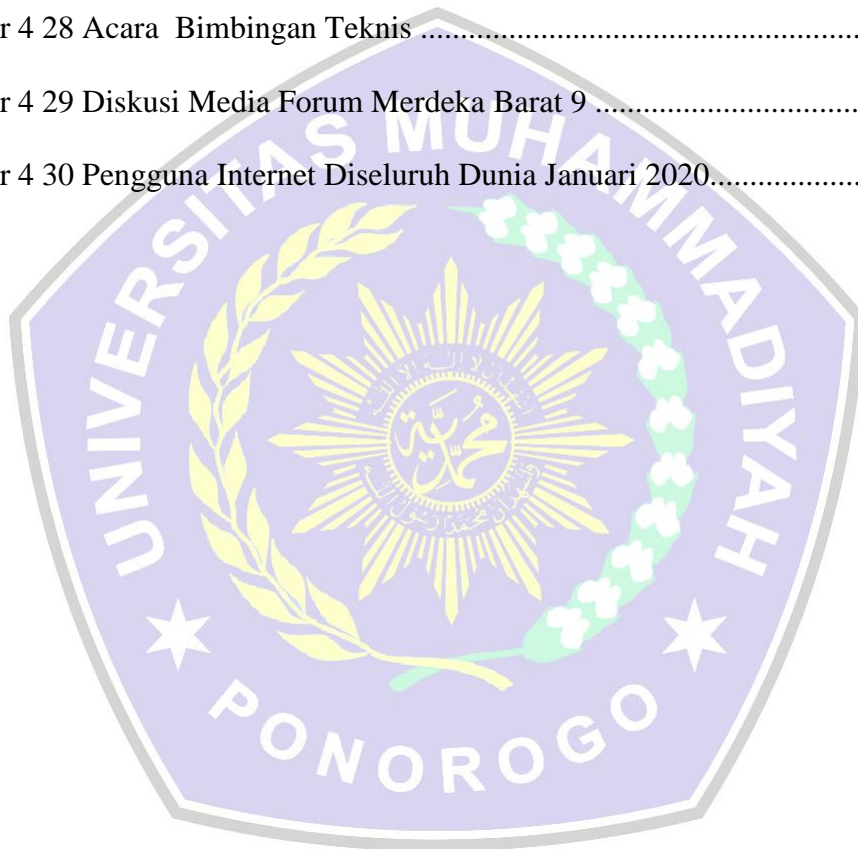 r 4 28 Acara  Bimbingan Teknis ......................................................
r 4 29 Diskusi Media Forum Merdeka Barat 9 .................................
r 4 30 Pengguna Internet Diseluruh Dunia Januari 2020..................
UNIVERSITAS MUHAMMADIYAH
PONOROGO
محمدية